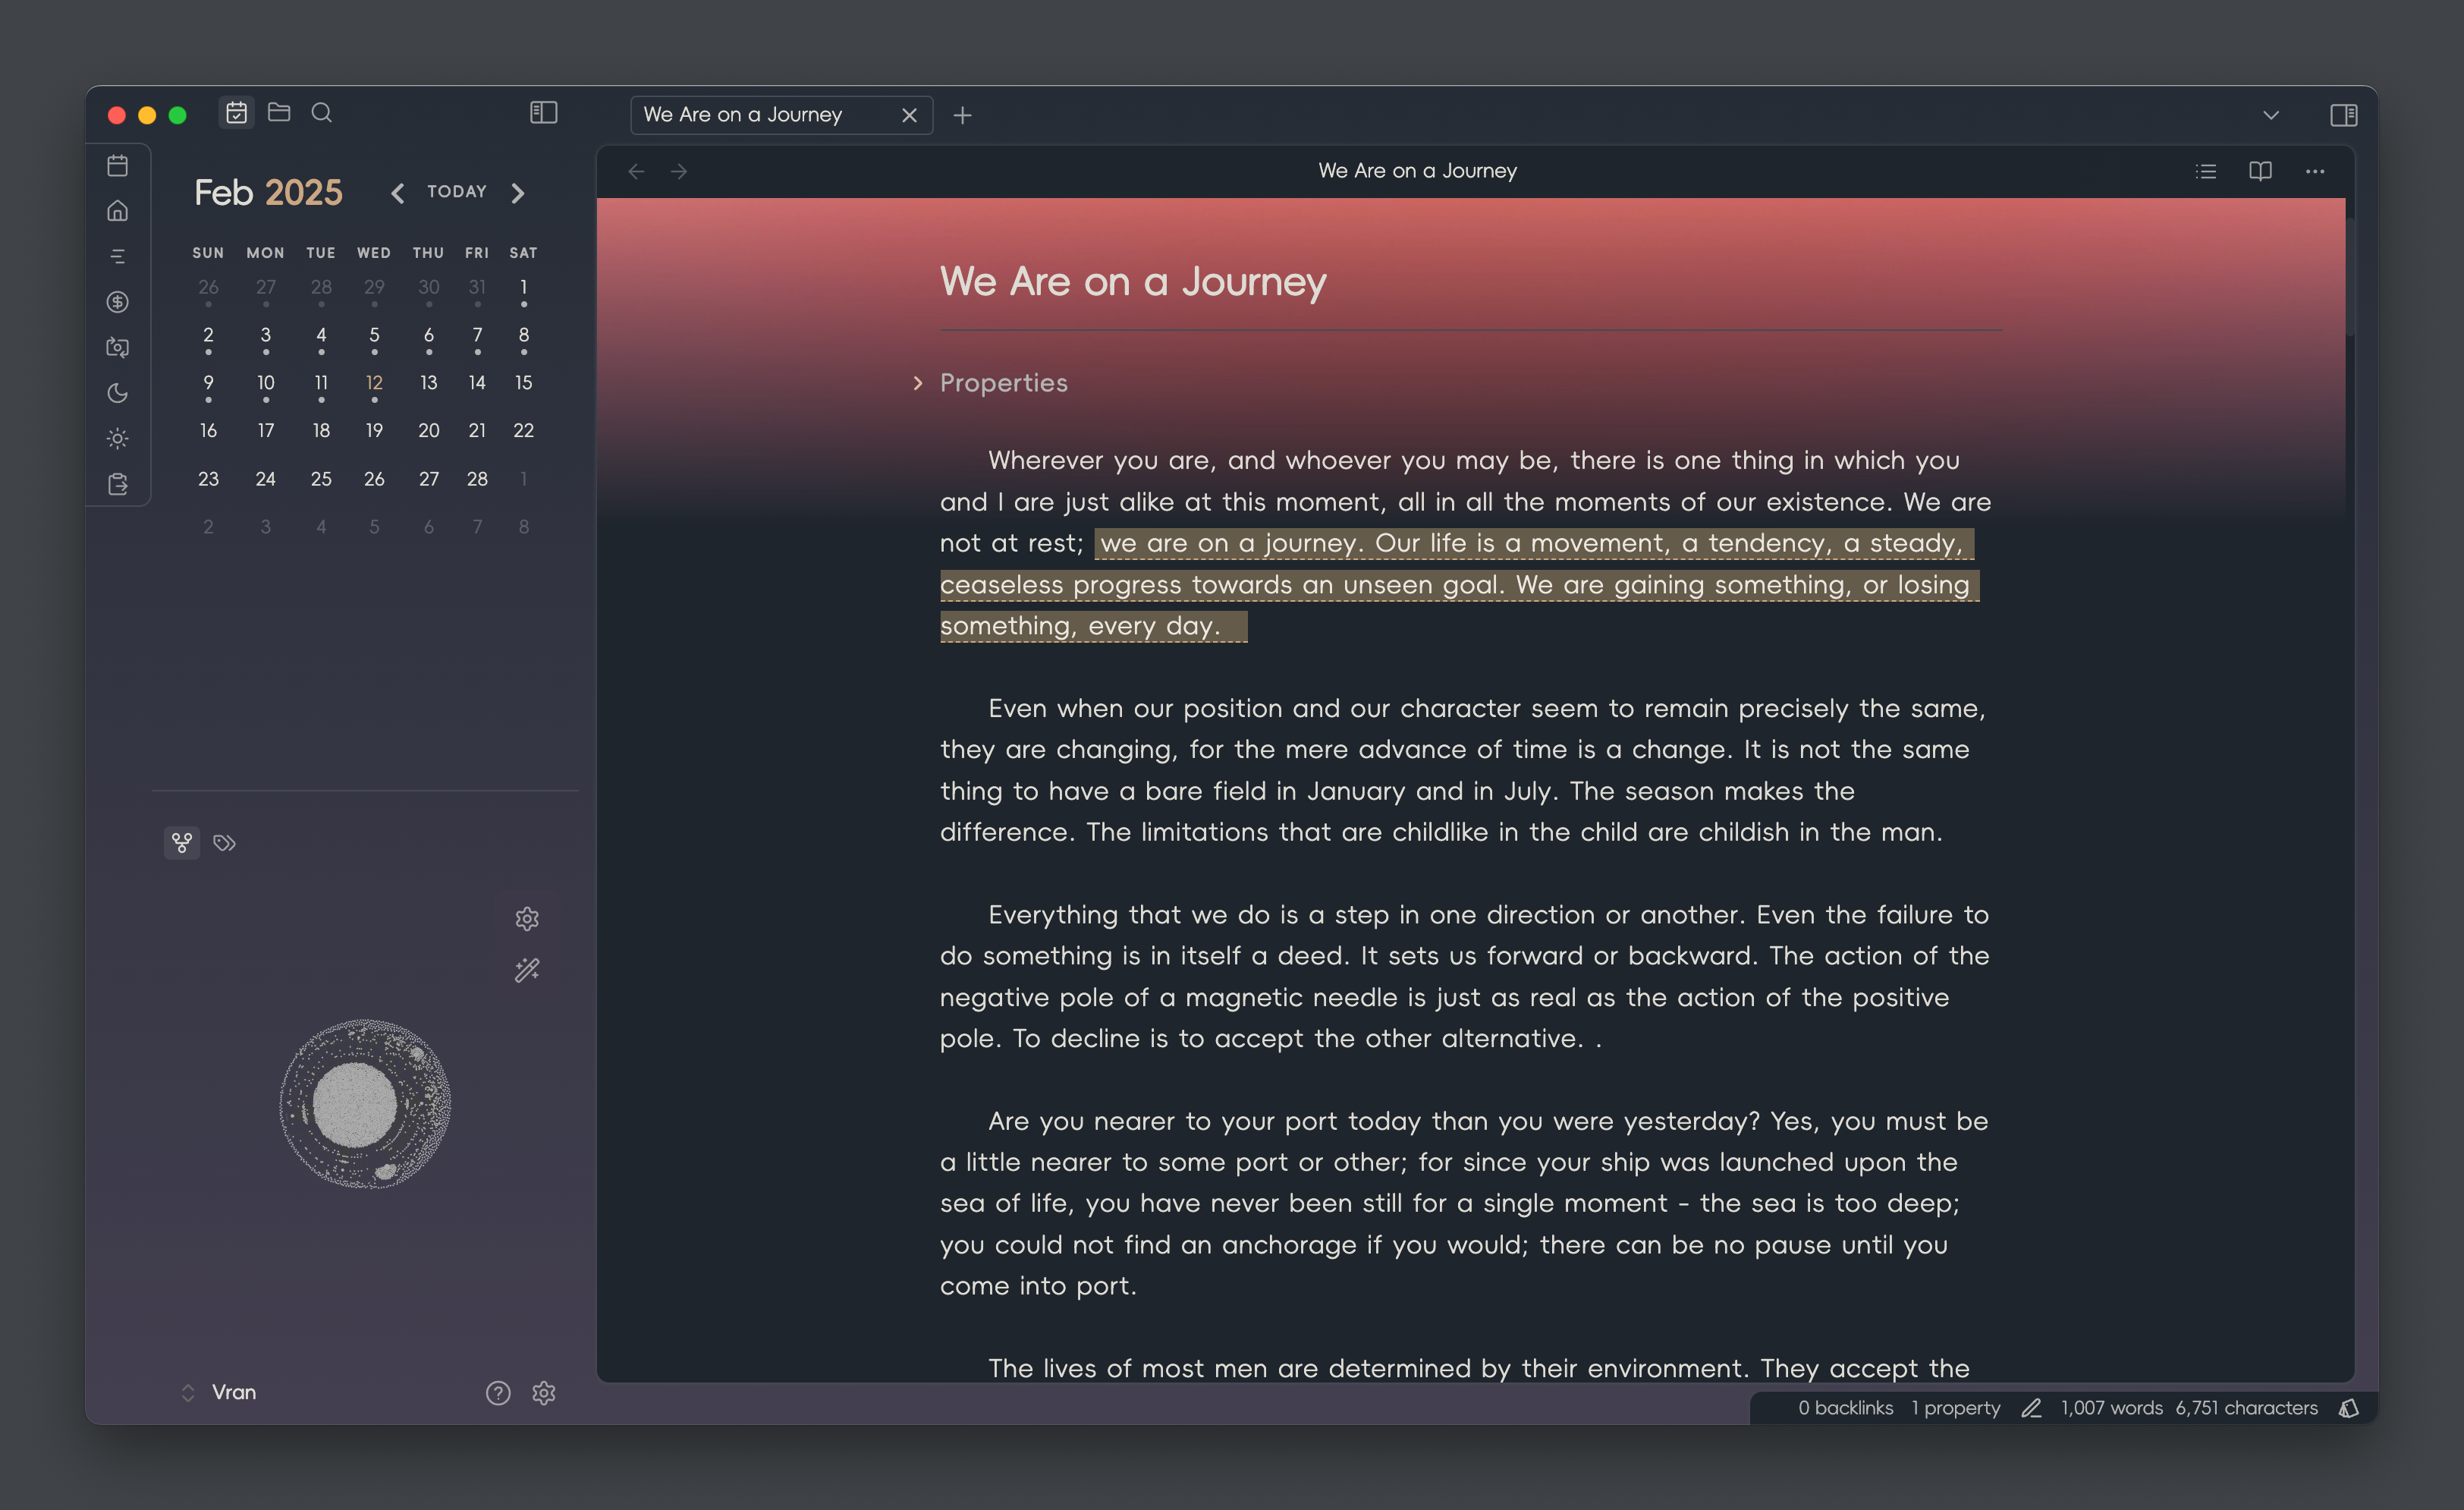 We Are on a Journey
Feb 2025
TODAY
SUN MON TUE WED THU FRI SAT
26 27 28 29 30 31 1
2 3 4 5 6 7 8
9 10 11 12 13 14 15
16 17 18 19 20 21 22
23 24 25 26 27 28 1
2 3 4 5 6 7 8
Vran
We Are on a Journey
We Are on a Journey
Properties
Wherever you are, and whoever you may be, there is one thing in which you
and I are just alike at this moment, all in all the moments of our existence. We are
not at rest; we are on a journey. Our life is a movement, a tendency, a steady,
ceaseless progress towards an unseen goal. We are gaining something, or losing
something, every day.
Even when our position and our character seem to remain precisely the same,
they are changing, for the mere advance of time is a change. It is not the same
thing to have a bare field in January and in July. The season makes the
difference. The limitations that are childlike in the child are childish in the man.
Everything that we do is a step in one direction or another. Even the failure to
do something is in itself a deed. It sets us forward or backward. The action of the
negative pole of a magnetic needle is just as real as the action of the positive
pole. To decline is to accept the other alternative. .
Are you nearer to your port today than you were yesterday? Yes, you must be
a little nearer to some port or other; for since your ship was launched upon the
sea of life, you have never been still for a single moment - the sea is too deep;
you could not find an anchorage if you would; there can be no pause until you
come into port.
The lives of most men are determined by their environment. They accept the
0 backlinks 1 property 1,007 words 6,751 characters